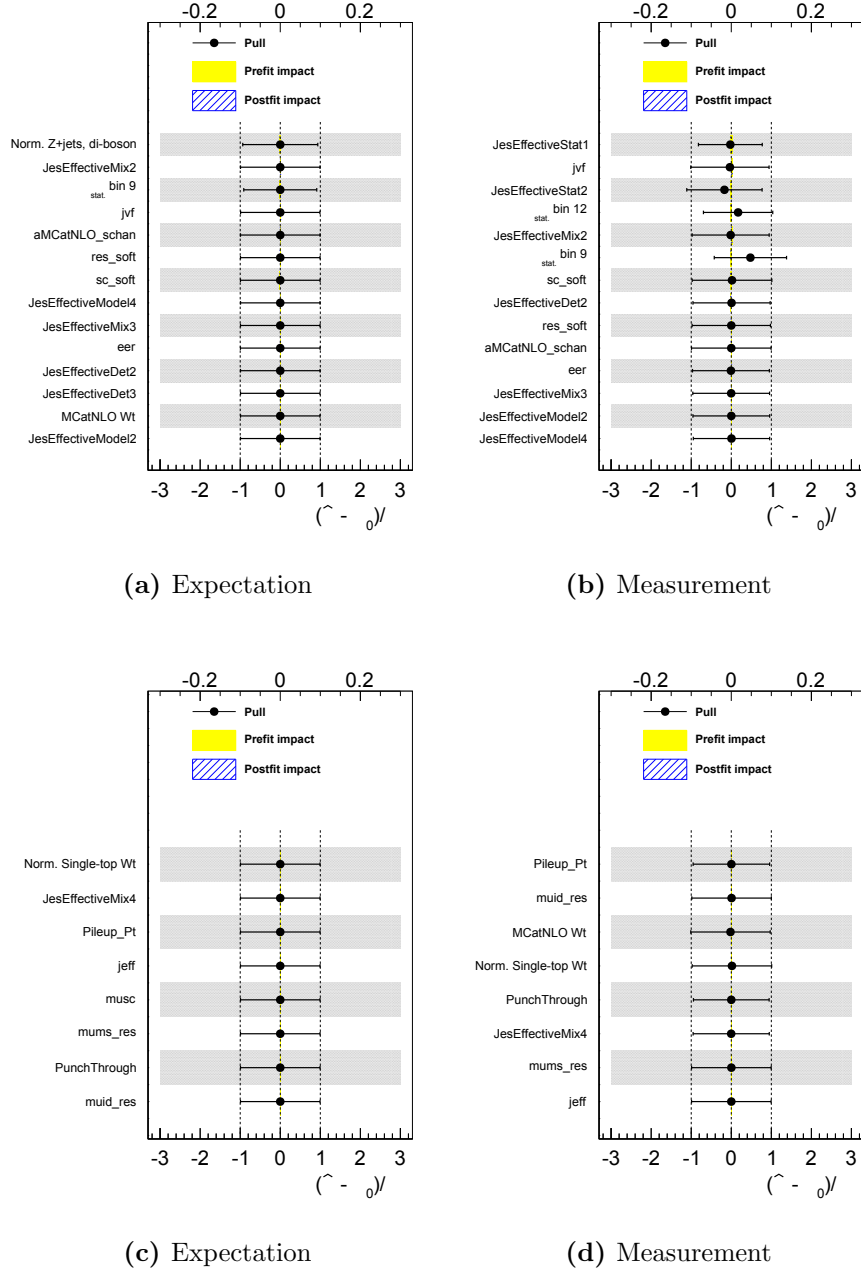 -0.2 0 0.2
Pull
Prefit impact
Postfit impact
Norm. Z+jets, di-boson
JesEffectiveMix2
stat. bin 9
jvf
aMCatNLO_schan
res_soft
sc_soft
JesEffectiveModel4
JesEffectiveMix3
eer
JesEffectiveDet2
JesEffectiveDet3
MCatNLO Wt
JesEffectiveModel2
-3 -2 -1 0 1 2 3
(^ - 0)/
(a) Expectation
-0.2 0 0.2
Pull
Prefit impact
Postfit impact
JesEffectiveStat1
jvf
JesEffectiveStat2
stat. bin 12
JesEffectiveMix2
stat. bin 9
sc_soft
JesEffectiveDet2
res_soft
aMCatNLO_schan
eer
JesEffectiveMix3
JesEffectiveModel2
JesEffectiveModel4
-3 -2 -1 0 1 2 3
(^ - 0)/
(b) Measurement
-0.2 0 0.2
Pull
Prefit impact
Postfit impact
Norm. Single-top Wt
JesEffectiveMix4
Pileup_Pt
jeff
musc
mums_res
PunchThrough
muid_res
-3 -2 -1 0 1 2 3
(^ - 0)/
(c) Expectation
-0.2 0 0.2
Pull
Prefit impact
Postfit impact
Pileup_Pt
muid_res
MCatNLO Wt
Norm. Single-top Wt
PunchThrough
JesEffectiveMix4
mums_res
jeff
-3 -2 -1 0 1 2 3
(^ - 0)/
(d) Measurement